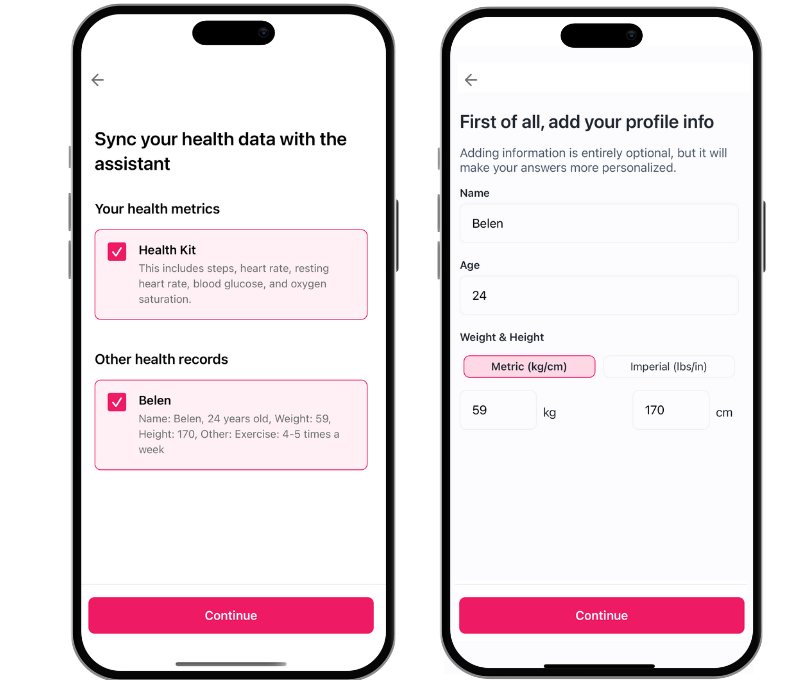 Sync your health data with the
assistant
Your health metrics
Health Kit
This includes steps, heart rate, resting
heart rate, blood glucose, and oxygen
saturation.
Other health records
Belen
Name: Belen, 24 years old, Weight: 59,
Height: 170, Other: Exercise: 4-5 times a
week
Continue
First of all, add your profile info
Adding information is entirely optional, but it will
make your answers more personalized.
Name
Belen
Age
24
Weight & Height
Metric (kg/cm) Imperial (lbs/in)
59 kg 170 cm
Continue